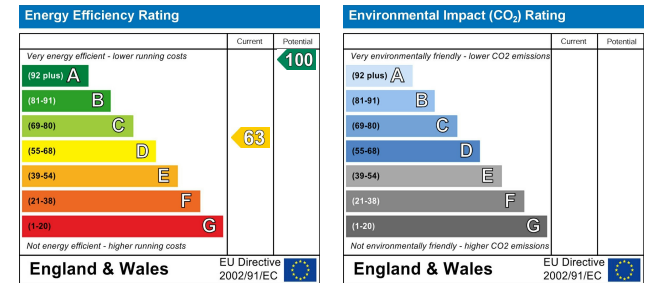 Energy Efficiency Rating
Current Potential
Very energy efficient - lower running costs
100
(92 plus) A
(81-91) B
(69-80) C
63
(55-68) D
(39-54) E
(21-38) F
(1-20) G
Not energy efficient - higher running costs
England & Wales
EU Directive
2002/91/EC
Environmental Impact (CO₂) Rating
Current Potential
Very environmentally friendly - lower CO2 emissions
(92 plus) A
(81-91) B
(69-80) C
(55-68) D
(39-54) E
(21-38) F
(1-20) G
Not environmentally friendly - higher CO2 emissions
England & Wales
EU Directive
2002/91/EC